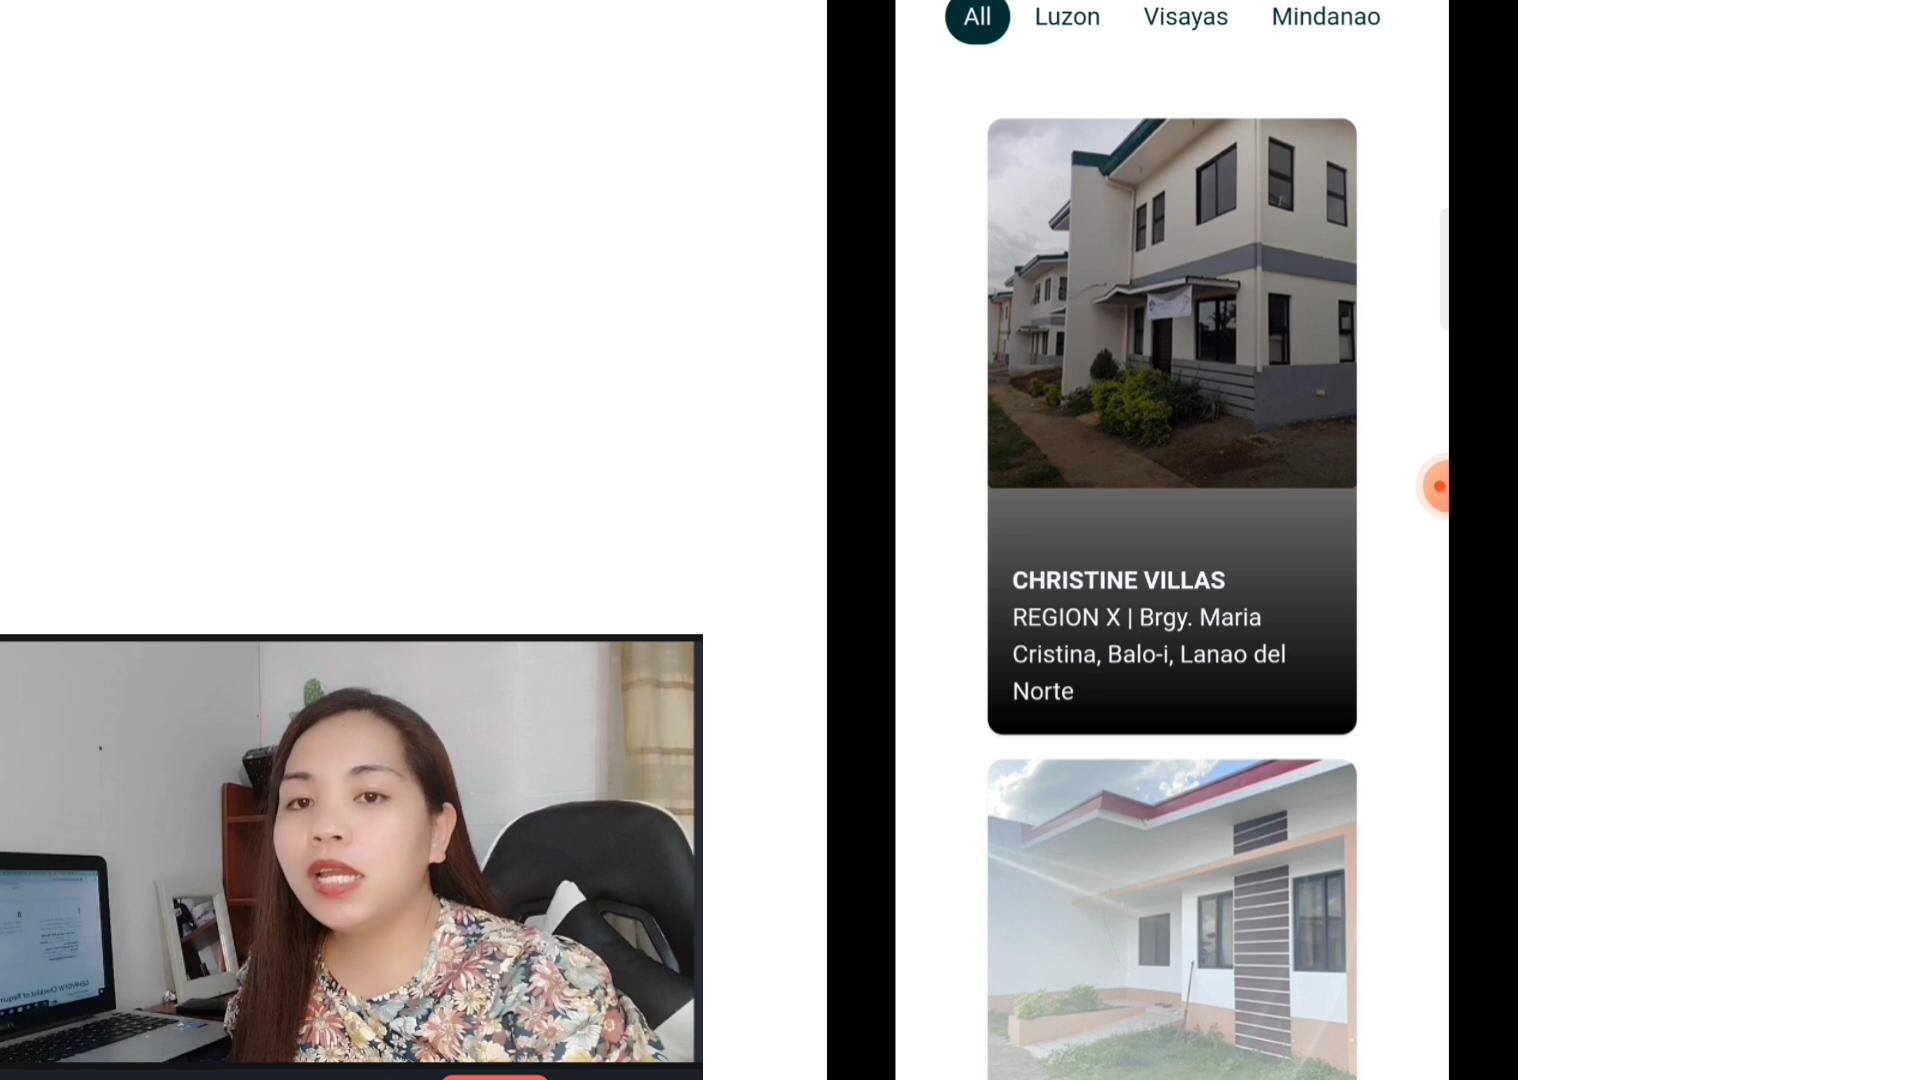 All Luzon Visayas Mindanao
CHRISTINE VILLAS
REGION X | Brgy. Maria
Cristina, Balo-i, Lanao del
Norte